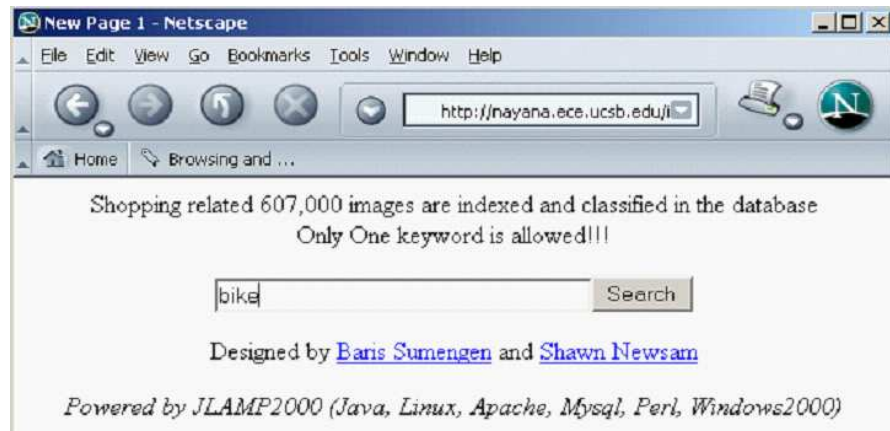 New Page 1 - Netscape
File Edit View Go Bookmarks Tools Window Help
http://nayana.ece.ucsb.edu/i
N
Home Browsing and ...
Shopping related 607,000 images are indexed and classified in the database
Only One keyword is allowed!!!
bike Search
Designed by Baris Sumengen and Shawn Newsam
Powered by JLAMP2000 (Java, Linux, Apache, Mysql, Perl, Windows2000)